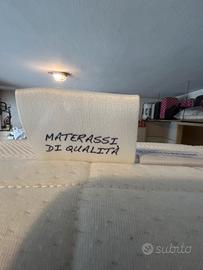 MATERASSI
DI QUALITÀ
subito